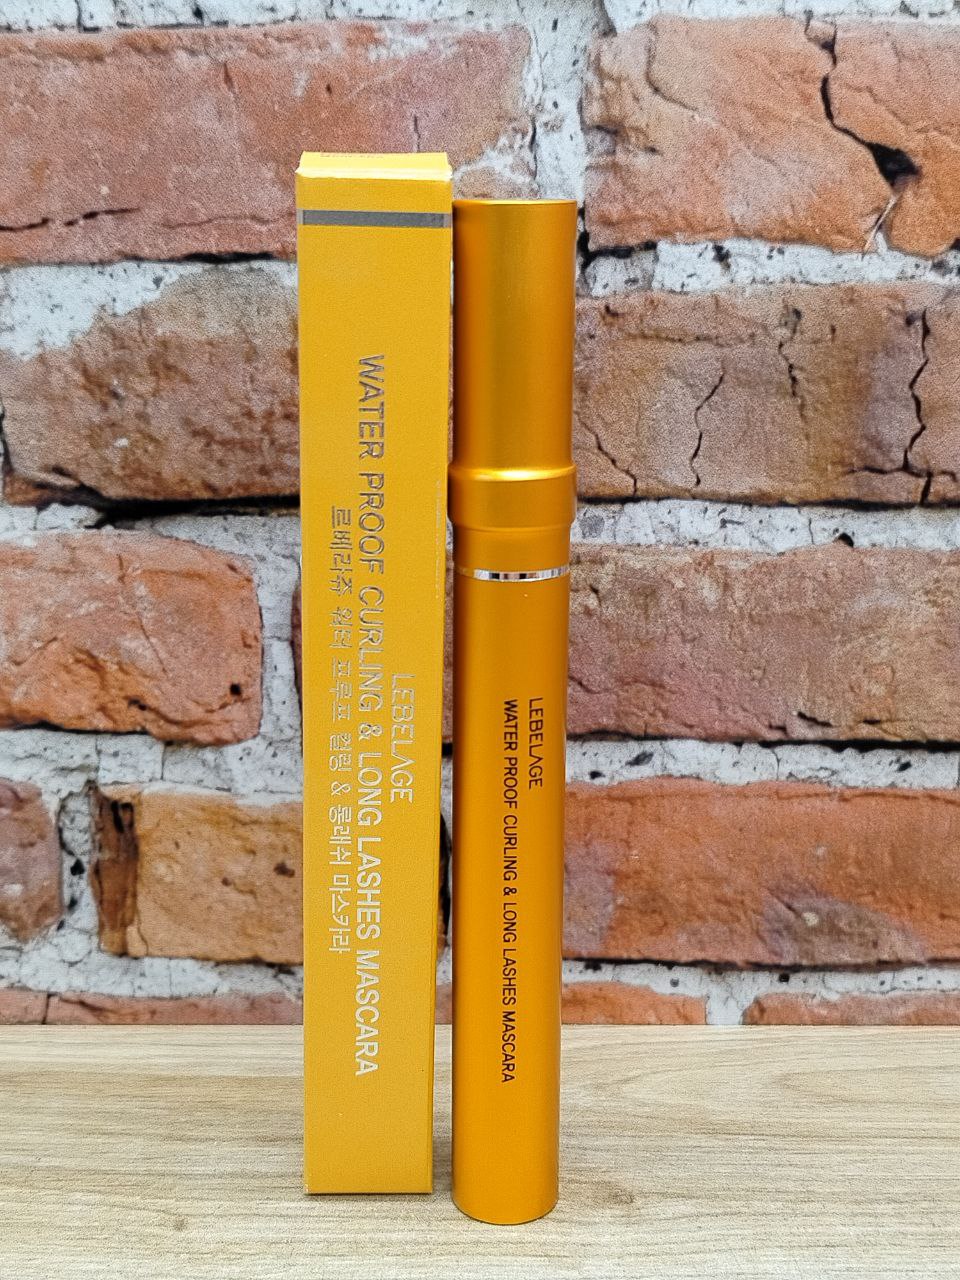 LEBELAGE
WATER PROOF CURLING & LONG LASHES MASCARA
르베라쥬 워터 프루프 컬링 & 롱래쉬 마스카라
LEBELAGE
WATER PROOF CURLING & LONG LASHES MASCARA